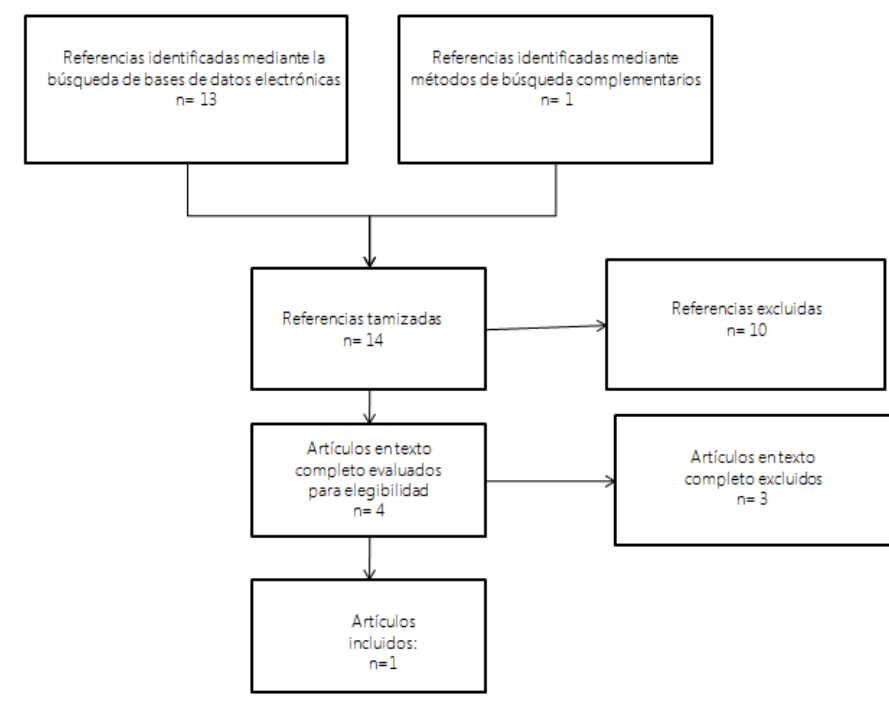 Referencias identificadas mediante la
búsqueda de bases de datos electrónicas
n= 13
Referencias identificadas mediante
métodos de búsqueda complementarios
n= 1
Referencias tamizadas
n= 14
Referencias excluidas
n= 10
Artículos en texto
completo evaluados
para elegibilidad
n= 4
Artículos en texto
completo excluidos
n= 3
Artículos
incluidos:
n=1